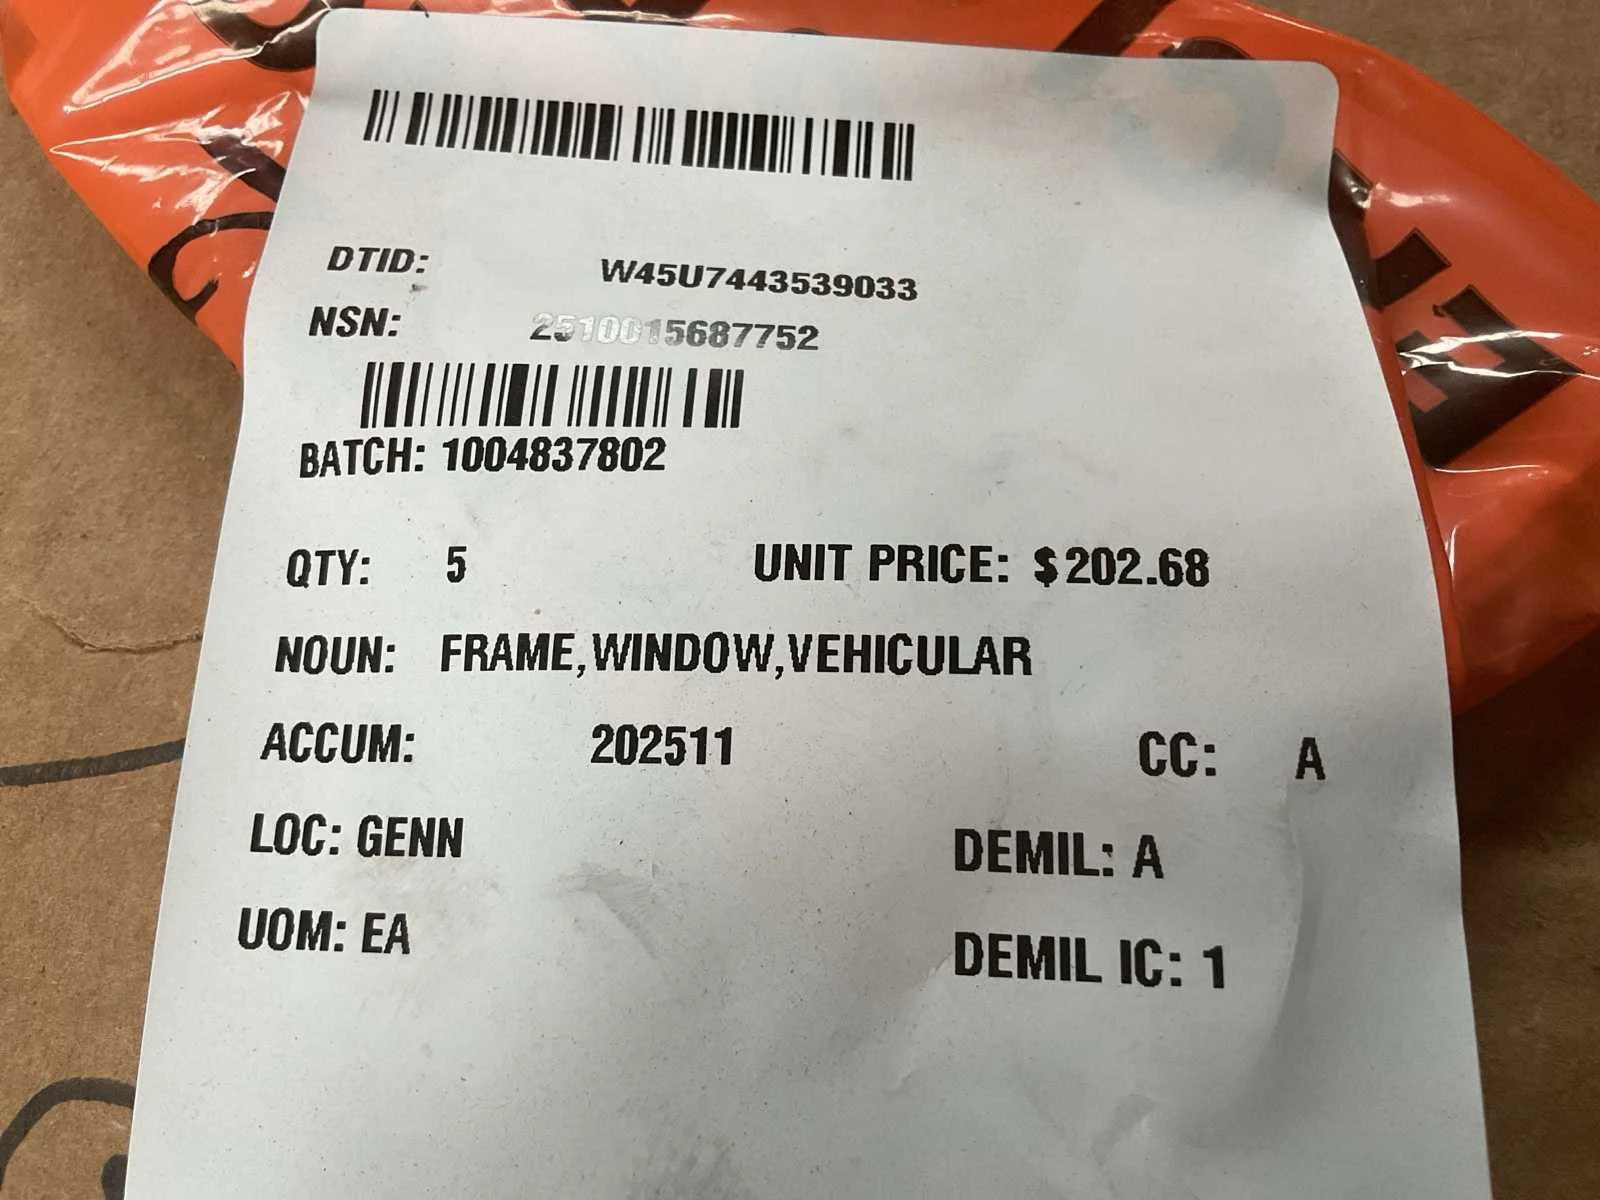 DTID: W45U7443539033
NSN: 2510015687752
BATCH: 1004837802
QTY: 5 UNIT PRICE: $202.68
NOUN: FRAME,WINDOW,VEHICULAR
ACCUM: 202511 CC: A
LOC: GENN DEMIL: A
UOM: EA DEMIL IC: 1